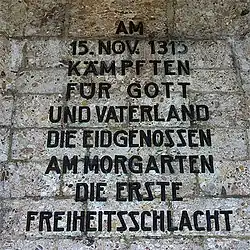 AM
15. NOV. 1315
KÄMPFTEN
FÜR GOTT
UND VATERLAND
DIE EIDGENOSSEN
AM MORGARTEN
DIE ERSTE
FREIHEITSSCHLACHT